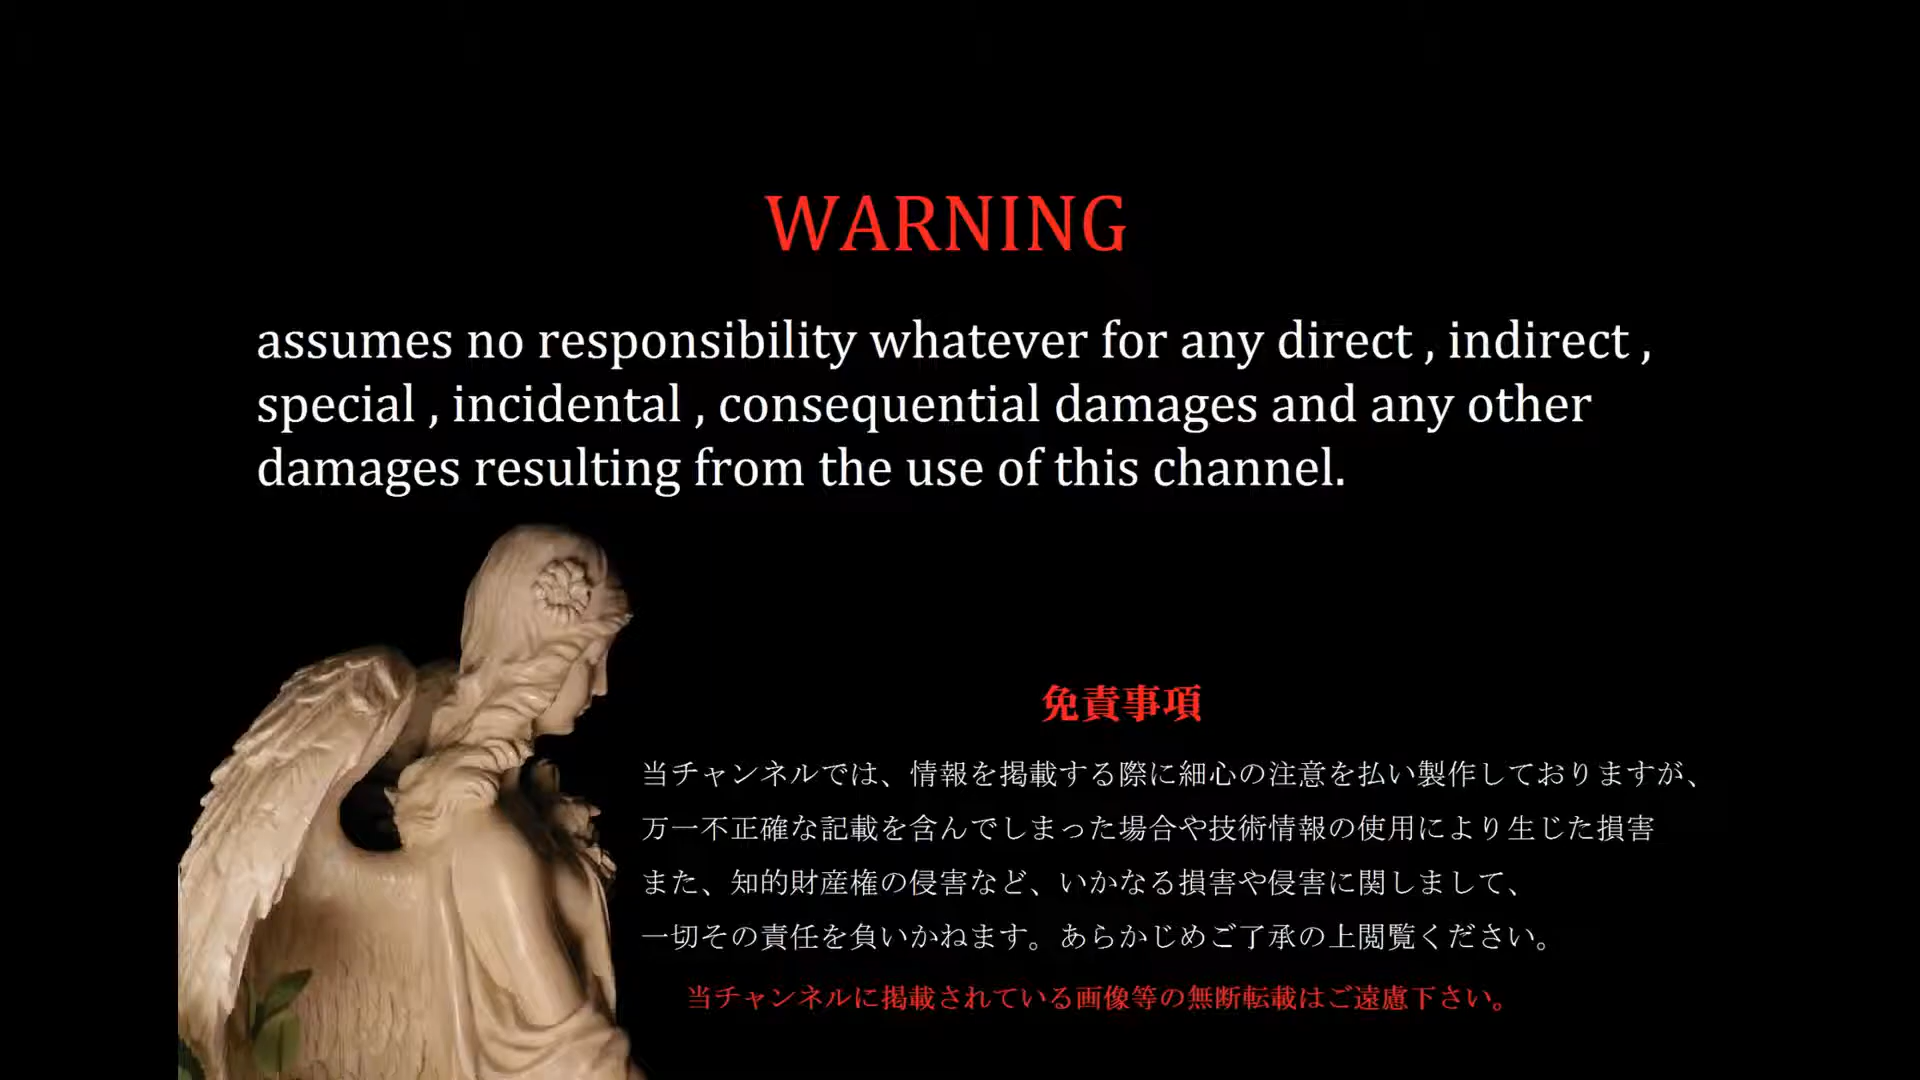 WARNING
assumes no responsibility whatever for any direct , indirect ,
special , incidental , consequential damages and any other
damages resulting from the use of this channel.
免責事項
当チャンネルでは、情報を掲載する際に細心の注意を払い製作しておりますが、
万一不正確な記載を含んでしまった場合や技術情報の使用により生じた損害
また、知的財産権の侵害など、いかなる損害や侵害に関しまして、
一切その責任を負いかねます。あらかじめご了承の上閲覧ください。
当チャンネルに掲載されている画像等の無断転載はご遠慮下さい。